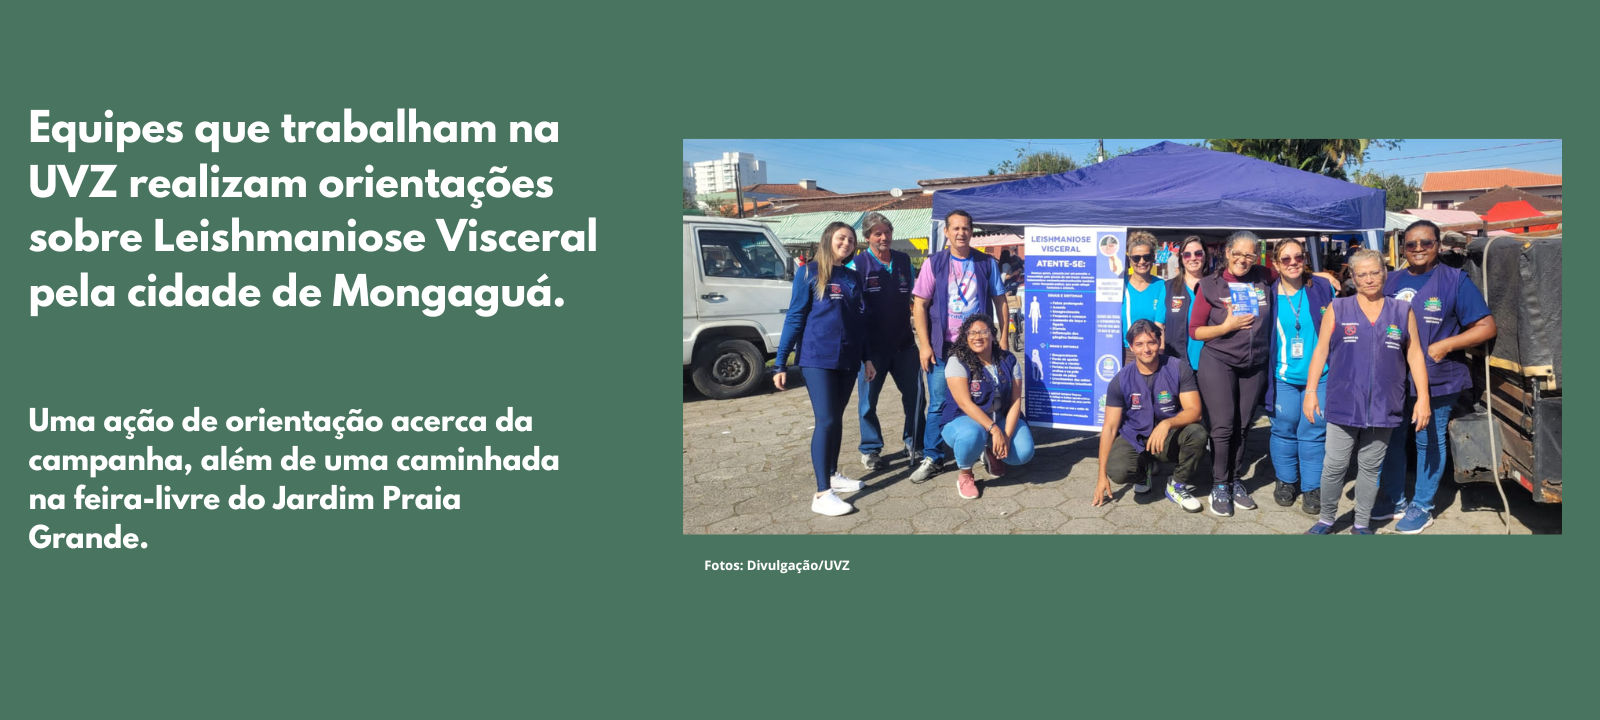 Equipes que trabalham na
UVZ realizam orientações
sobre Leishmaniose Visceral
pela cidade de Mongaguá.
Uma ação de orientação acerca da
campanha, além de uma caminhada
na feira-livre do Jardim Praia
Grande.
LEISHMANIOSE
VISCERAL
ATENTE-SE:
Fotos: Divulgação/UVZ